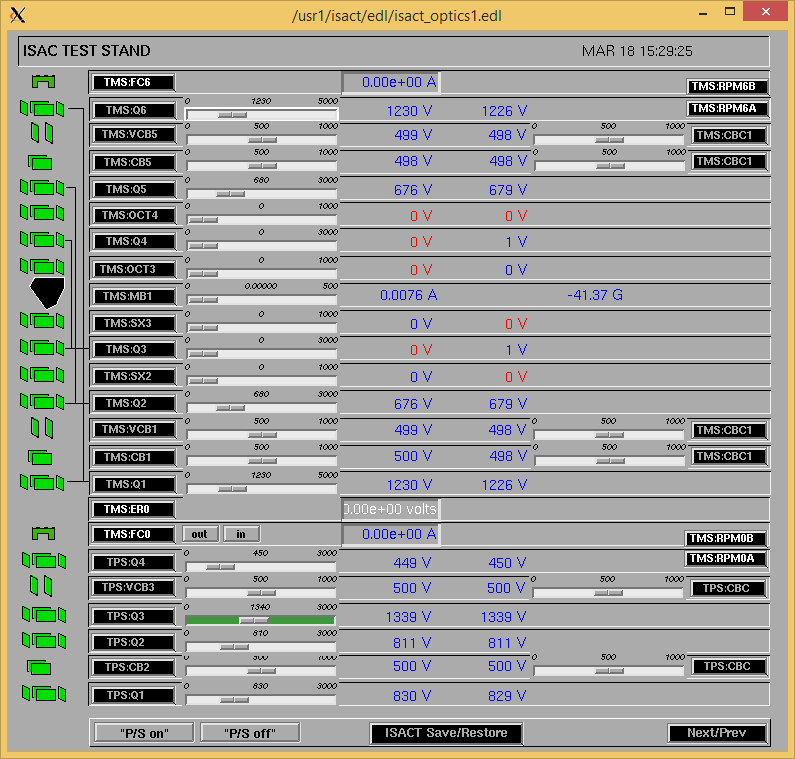 /usr1/isact/edl/isact_optics1.edl
ISAC TEST STAND MAR 18 15:29:25
TMS:FC6 0.00e+00 A TMS:RPM6B
TMS:Q6 0 1230 5000 1230 V 1226 V TMS:RPM6A
TMS:VCB5 0 500 1000 499 V 498 V 0 500 1000 TMS:CBC1
TMS:CB5 0 500 1000 498 V 498 V 0 500 1000 TMS:CBC1
TMS:Q5 0 680 3000 676 V 679 V
TMS:OCT4 0 0 1000 0 V 0 V
TMS:Q4 0 0 3000 0 V 1 V
TMS:OCT3 0 0 1000 0 V 0 V
TMS:MB1 0 0.00000 500 0.0076 A -41.37 G
TMS:SX3 0 0 1000 0 V 0 V
TMS:Q3 0 0 3000 0 V 1 V
TMS:SX2 0 0 1000 0 V 0 V
TMS:Q2 0 680 3000 676 V 679 V
TMS:VCB1 0 500 1000 499 V 498 V 0 500 1000 TMS:CBC1
TMS:CB1 0 500 1000 500 V 498 V 0 500 1000 TMS:CBC1
TMS:Q1 0 1230 5000 1230 V 1226 V
TMS:ER0 0.00e+00 volts
TMS:FC0 out in 0.00e+00 A TMS:RPM0B
TPS:Q4 0 450 3000 449 V 450 V TMS:RPM0A
TPS:VCB3 0 500 1000 500 V 500 V 0 500 1000 TPS:CBC
TPS:Q3 0 1340 3000 1339 V 1339 V
TPS:Q2 0 810 3000 811 V 811 V
TPS:CB2 0 500 1000 500 V 500 V 0 500 1000 TPS:CBC
TPS:Q1 0 830 3000 830 V 829 V
"P/S on" "P/S off" ISACT Save/Restore Next/Prev